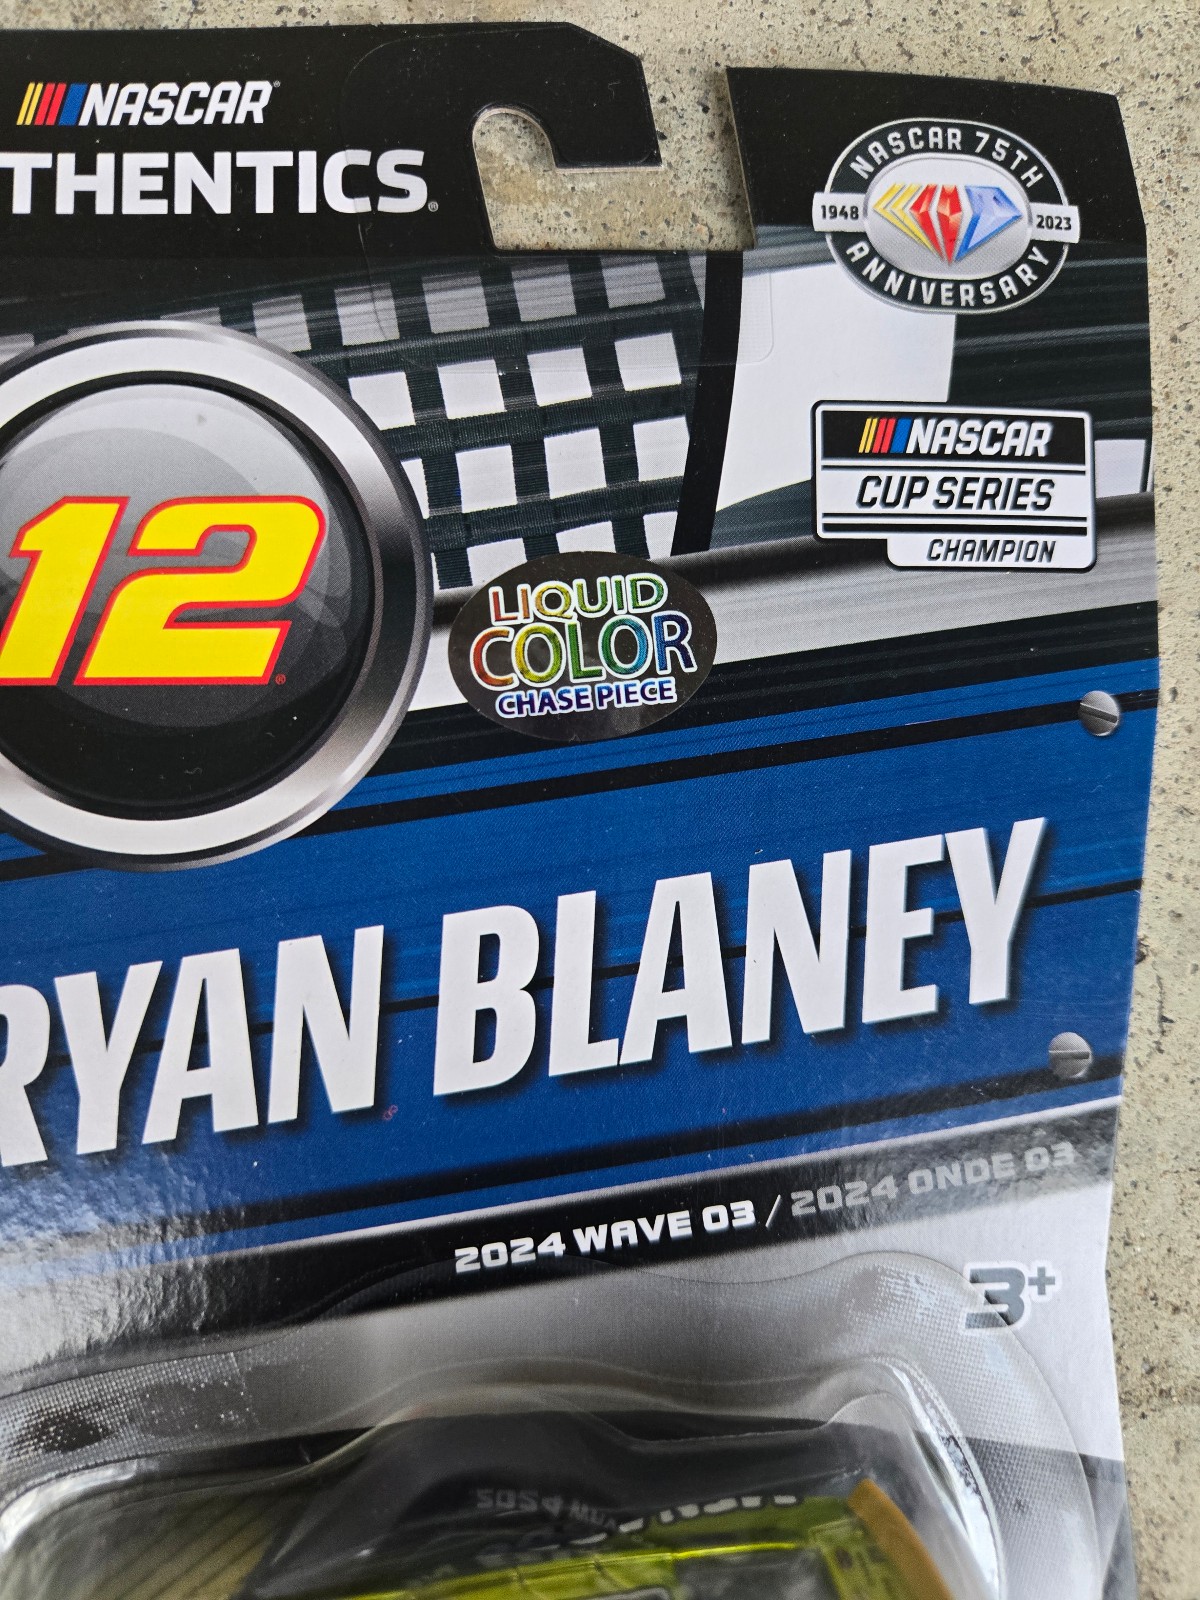 NASCAR
THENTICS
NASCAR 75TH
1948 2023
ANNIVERSARY
NASCAR
CUP SERIES
CHAMPION
12
LIQUID
COLOR
CHASE PIECE
RYAN BLANEY
2024 WAVE 03 / 2024 ONDE 03
3+